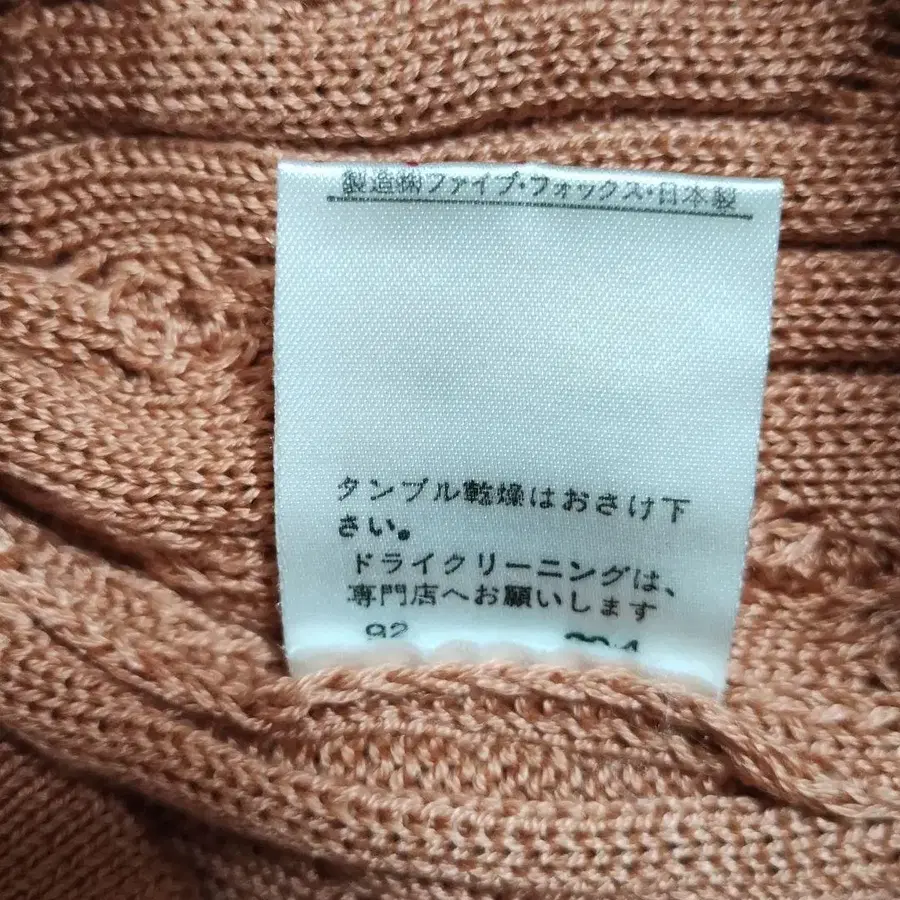 製造㈱ファイブ・フォックス・日本製
タンブル乾燥はおさけ下
さい。
ドライクリーニングは、
専門店へお願いします
92